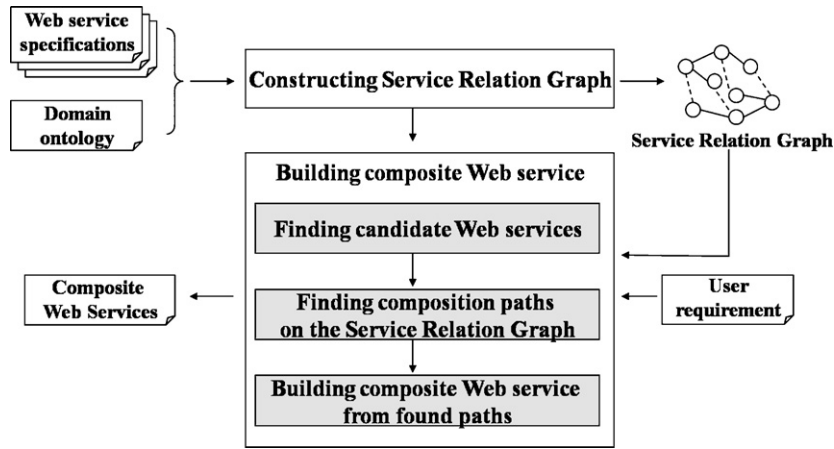 Web service
specifications
Domain
ontology
Constructing Service Relation Graph
Service Relation Graph
Building composite Web service
Finding candidate Web services
Finding composition paths
on the Service Relation Graph
Building composite Web service
from found paths
Composite
Web Services
User
requirement